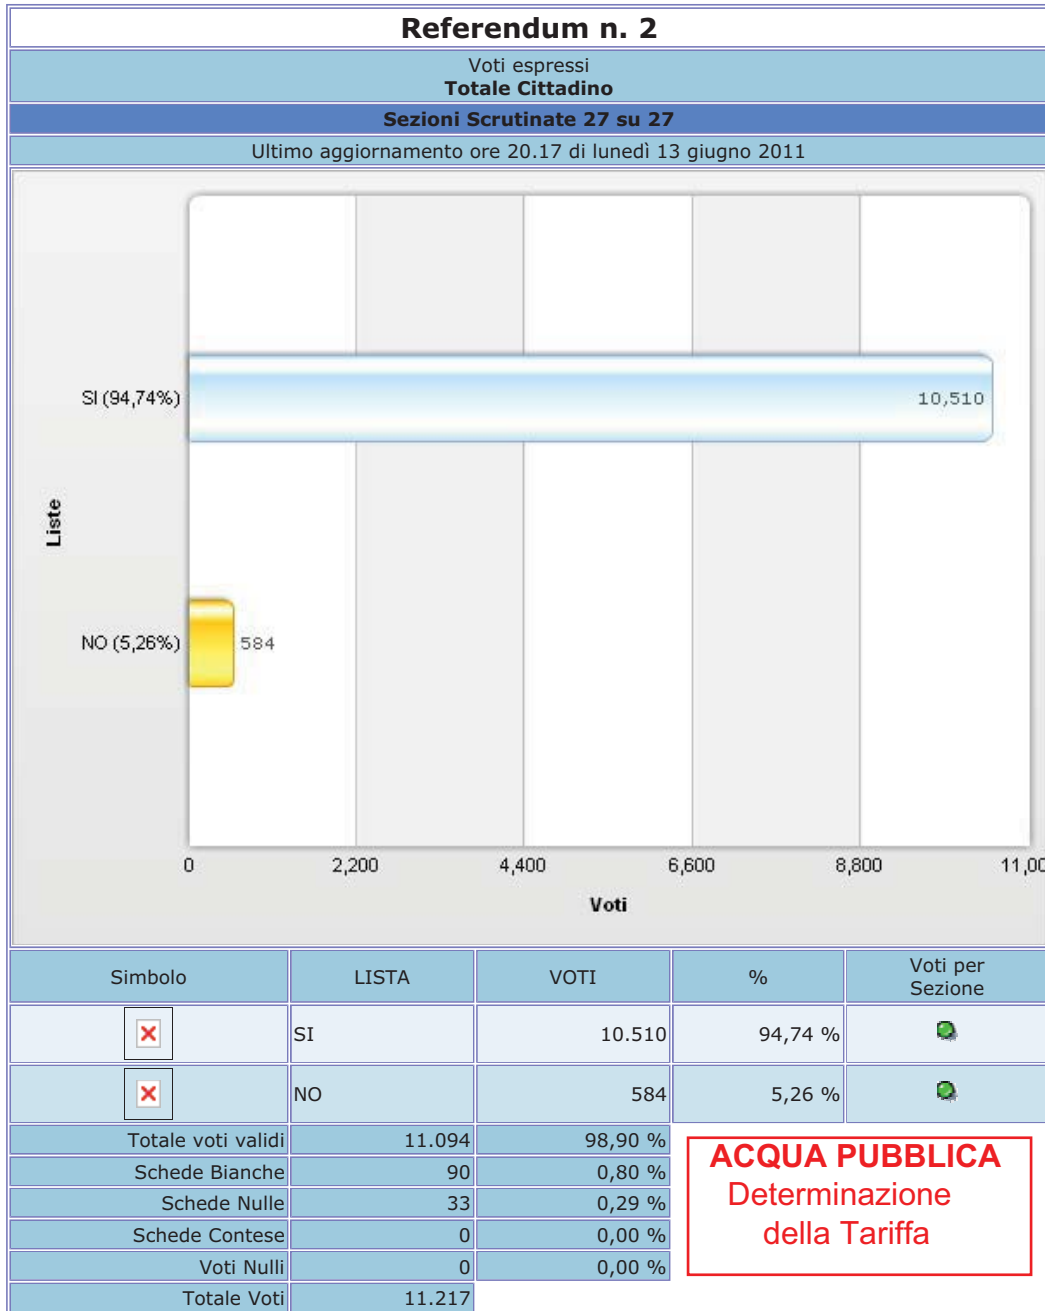 Referendum n. 2
Voti espressi
Totale Cittadino
Sezioni Scrutinate 27 su 27
Ultimo aggiornamento ore 20.17 di lunedì 13 giugno 2011
SI (94,74%)
10,510
Liste
NO (5,26%)
584
0 2,200 4,400 6,600 8,800 11,00
Voti
Simbolo LISTA VOTI % Voti per
Sezione
SI 10.510 94,74 %
NO 584 5,26 %
Totale voti validi 11.094 98,90 %
Schede Bianche 90 0,80 %
Schede Nulle 33 0,29 %
Schede Contese 0 0,00 %
Voti Nulli 0 0,00 %
Totale Voti 11.217
ACQUA PUBBLICA
Determinazione
della Tariffa